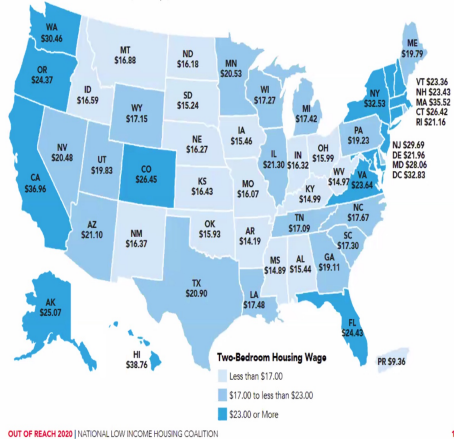 WA
$30.46
OR
$24.37
CA
$36.96
NV
$20.48
ID
$16.59
MT
$16.88
WY
$17.15
UT
$19.83
AZ
$21.10
CO
$26.45
NM
$16.37
ND
$16.18
SD
$15.24
NE
$16.27
KS
$16.43
OK
$15.93
TX
$20.90
MN
$20.53
IA
$15.46
MO
$16.07
AR
$14.19
LA
$17.48
WI
$17.27
IL
$21.30
MI
$17.42
IN
$16.32
OH
$15.99
KY
$14.99
TN
$17.09
MS
$14.89
AL
$15.44
GA
$19.11
FL
$24.43
SC
$17.30
NC
$17.67
VA
$23.64
WV
$14.97
PA
$19.23
NY
$32.53
ME
$19.79
VT $23.36
NH $23.43
MA $35.52
CT $26.42
RI $21.16
NJ $29.69
DE $21.96
MD $28.06
DC $32.83
AK
$25.07
HI
$38.76
PR $9.36
Two-Bedroom Housing Wage
Less than $17.00
$17.00 to less than $23.00
$23.00 or More
OUT OF REACH 2020 | NATIONAL LOW INCOME HOUSING COALITION
1